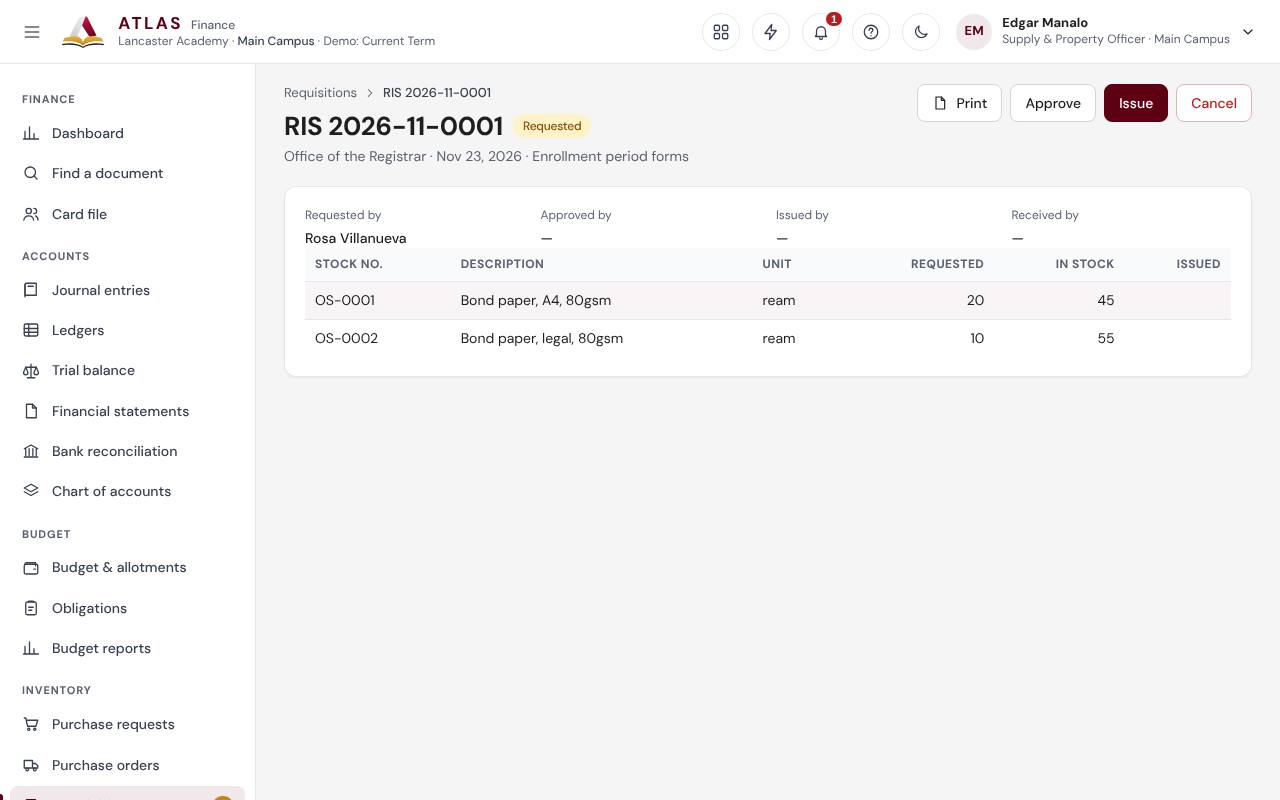 ATLAS Finance
Lancaster Academy · Main Campus · Demo: Current Term
1
EM
Edgar Manalo
Supply & Property Officer · Main Campus
FINANCE
Dashboard
Find a document
Card file
ACCOUNTS
Journal entries
Ledgers
Trial balance
Financial statements
Bank reconciliation
Chart of accounts
BUDGET
Budget & allotments
Obligations
Budget reports
INVENTORY
Purchase requests
Purchase orders
Requisitions > RIS 2026-11-0001
RIS 2026-11-0001 Requested
Office of the Registrar · Nov 23, 2026 · Enrollment period forms
Print Approve Issue Cancel
Requested by Approved by Issued by Received by
Rosa Villanueva — — —
STOCK NO. DESCRIPTION UNIT REQUESTED IN STOCK ISSUED
OS-0001 Bond paper, A4, 80gsm ream 20 45
OS-0002 Bond paper, legal, 80gsm ream 10 55